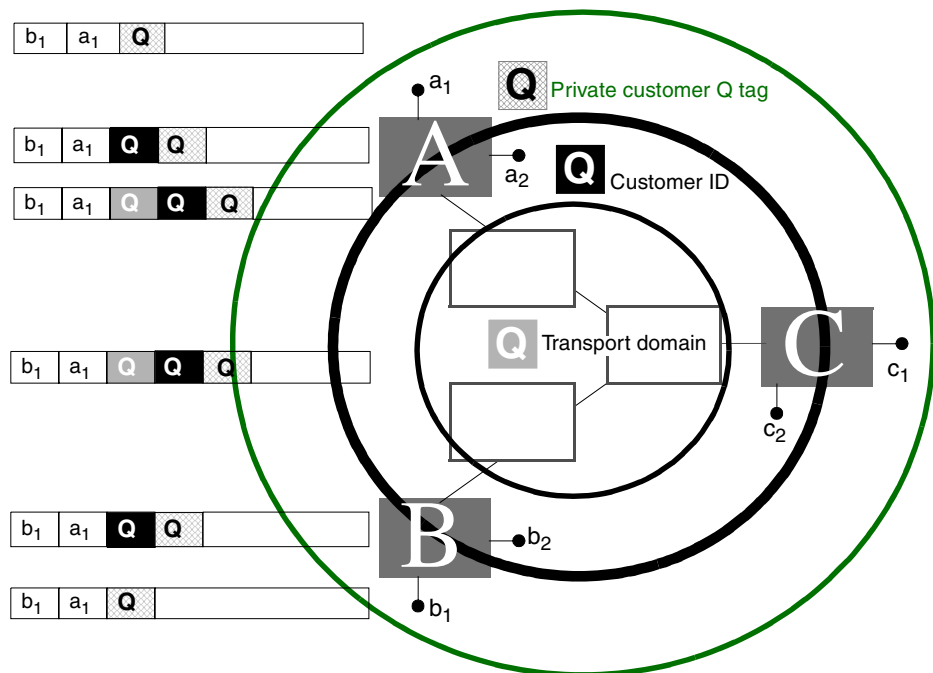 b1 a1 Q
a1
Q Private customer Q tag
b1 a1 Q Q
A
a2
Q Customer ID
b1 a1 Q Q Q
Q Transport domain
C
c1
b1 a1 Q Q Q
c2
b1 a1 Q Q
B
b2
b1 a1 Q
b1